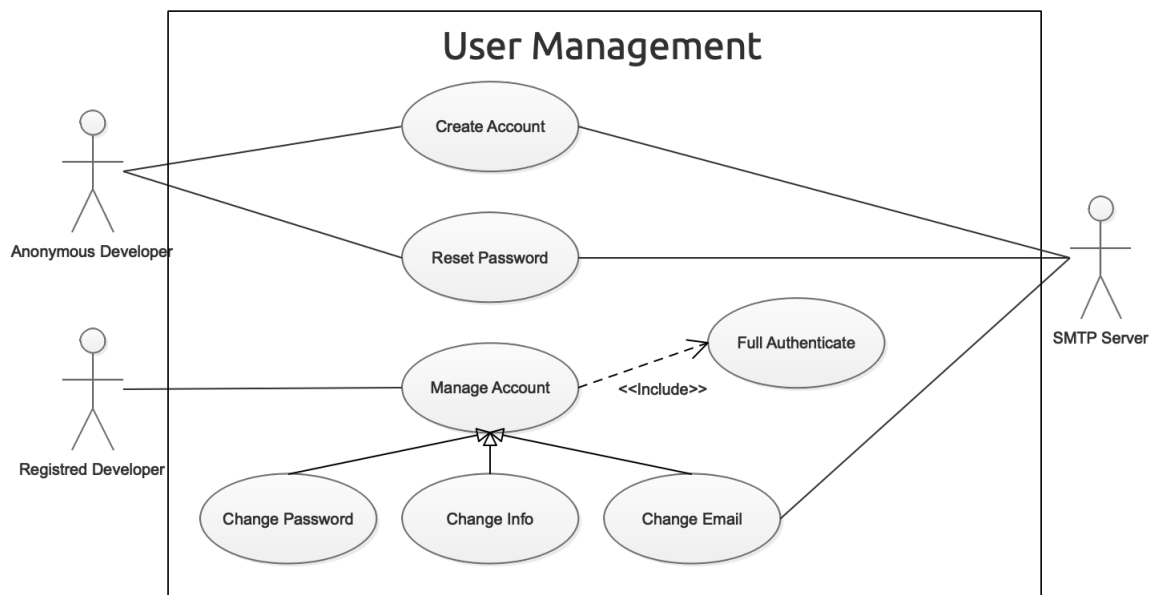 User Management
Create Account
Anonymous Developer
Reset Password
SMTP Server
Full Authenticate
Manage Account
<<Include>>
Registred Developer
Change Password
Change Info
Change Email